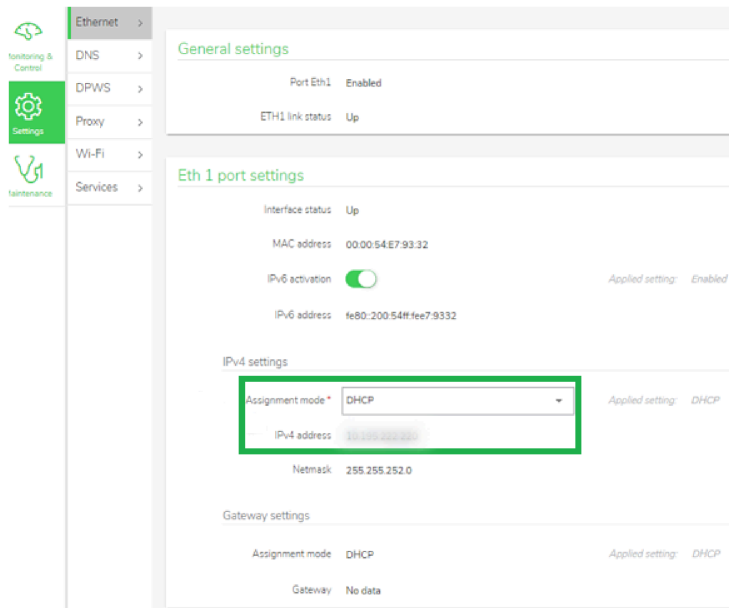 Ethernet
DNS
DPWS
Proxy
Wi-Fi
Services
Monitoring &
Control
Settings
Maintenance
General settings
Port Eth1 Enabled
ETH1 link status Up
Eth 1 port settings
Interface status Up
MAC address 00:00:54:E7:93:32
IPv6 activation Applied setting: Enabled
IPv6 address fe80::200:54ff:fee7:9332
IPv4 settings
Assignment mode * DHCP Applied setting: DHCP
IPv4 address
Netmask 255.255.252.0
Gateway settings
Assignment mode DHCP Applied setting: DHCP
Gateway No data